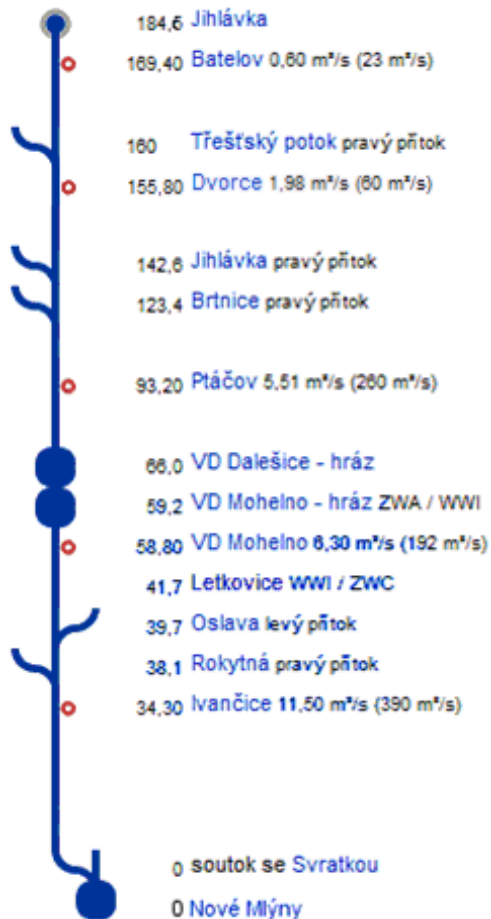 184,6 Jihlávka
169,40 Batelov 0,60 m³/s (23 m³/s)
160 Třešťský potok pravý přítok
155,80 Dvorce 1,98 m³/s (60 m³/s)
142,6 Jihlávka pravý přítok
123,4 Brtnice pravý přítok
93,20 Ptáčov 5,51 m³/s (260 m³/s)
66,0 VD Dalešice - hráz
59,2 VD Mohelno - hráz ZWA / WWI
58,80 VD Mohelno 6,30 m³/s (192 m³/s)
41,7 Letkovice WWI / ZWC
39,7 Oslava levý přítok
38,1 Rokytná pravý přítok
34,30 Ivančice 11,50 m³/s (390 m³/s)
0 soutok se Svratkou
0 Nové Mlýny